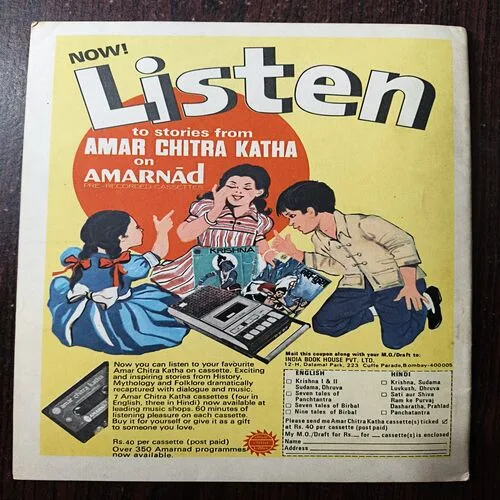 NOW!
Listen
to stories from
AMAR CHITRA KATHA
on
AMARNĀD
PRE-RECORDED CASSETTES
KRISHNA
Now you can listen to your favourite
Amar Chitra Katha on cassette. Exciting
and inspiring stories from History,
Mythology and Folklore dramatically
recaptured with dialogue and music.
7 Amar Chitra Katha cassettes (four in
English, three in Hindi) now available at
leading music shops. 60 minutes of
listening pleasure on each cassette.
Buy it for yourself or give it as a gift
to someone you love.
Rs. 40 per cassette (post paid)
Over 350 Amarnad programmes
now available.
Mail this coupon along with your M.O./Draft to:
INDIA BOOK HOUSE PVT. LTD.
12-H, Dalamal Park, 223 Cuffe Parade, Bombay-400005
ENGLISH
Krishna I & II
Sudama, Dhruva
Seven tales of
Panchtantra
Seven tales of Birbal
Nine tales of Birbal
HINDI
Krishna, Sudama
Luvkush, Dhruva
Sati aur Shiva
Ram ke Purvaj
Dasharatha, Prahlad
Panchatantra
Please send me Amar Chitra Katha cassette(s) ticked
at Rs. 40 per cassette (post paid)
My M.O./Draft for Rs.__ for __cassette(s) is enclosed
Name
Address